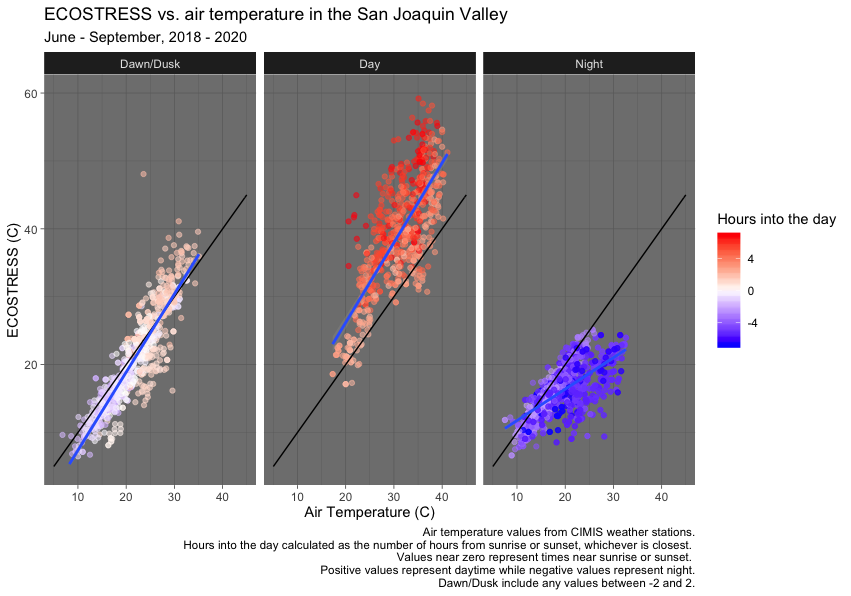 ECOSTRESS vs. air temperature in the San Joaquin Valley
June - September, 2018 - 2020
Dawn/Dusk
Day
Night
ECOSTRESS (C)
60
40
20
10
20
30
40
10
20
30
40
10
20
30
40
Air Temperature (C)
Hours into the day
4
0
-4
Air temperature values from CIMIS weather stations.
Hours into the day calculated as the number of hours from sunrise or sunset, whichever is closest.
Values near zero represent times near sunrise or sunset.
Positive values represent daytime while negative values represent night.
Dawn/Dusk include any values between -2 and 2.